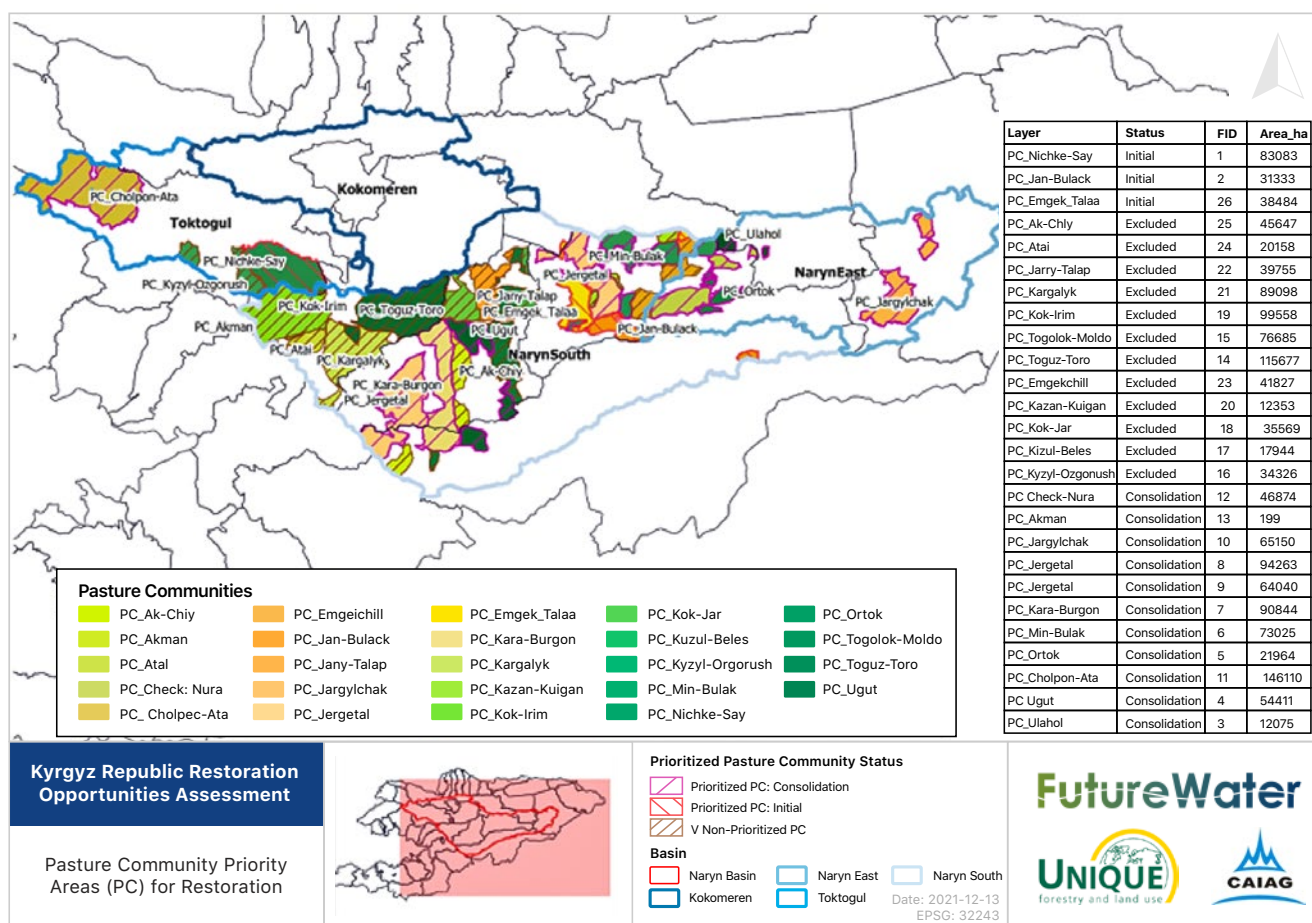 PC_Cholpon-Ata
Kokomeren
Toktogul
PC_Nichke-Say
PC_Kyzyl-Ozgorush
PC_Kok-Irim
PC_Toguz-Toro
PC_Akman
PC_Atai
PC_Kargalyk
PC_Kara-Burgon
PC_Jergetal
PC_Ulahol
PC_Min-Bulak
PC_Jergetal
NarynEast
PC_Jany-Talap
PC_Emgek_Talaa
PC_Ortok
PC_Jargylchak
PC_Ugut
PC_Jan-Bulack
NarynSouth
PC_Ak-Chiy
Layer Status FID Area_ha
PC_Nichke-Say Initial 1 83083
PC_Jan-Bulack Initial 2 31333
PC_Emgek_Talaa Initial 26 38484
PC_Ak-Chly Excluded 25 45647
PC_Atai Excluded 24 20158
PC_Jarry-Talap Excluded 22 39755
PC_Kargalyk Excluded 21 89098
PC_Kok-Irim Excluded 19 99558
PC_Togolok-Moldo Excluded 15 76685
PC_Toguz-Toro Excluded 14 115677
PC_Emgekchill Excluded 23 41827
PC_Kazan-Kuigan Excluded 20 12353
PC_Kok-Jar Excluded 18 35569
PC_Kizul-Beles Excluded 17 17944
PC_Kyzyl-Ozgonush Excluded 16 34326
PC Check-Nura Consolidation 12 46874
PC_Akman Consolidation 13 199
PC_Jargylchak Consolidation 10 65150
PC_Jergetal Consolidation 8 94263
PC_Jergetal Consolidation 9 64040
PC_Kara-Burgon Consolidation 7 90844
PC_Min-Bulak Consolidation 6 73025
PC_Ortok Consolidation 5 21964
PC_Cholpon-Ata Consolidation 11 146110
PC Ugut Consolidation 4 54411
PC_Ulahol Consolidation 3 12075
Pasture Communities
PC_Ak-Chiy PC_Emgeichill PC_Emgek_Talaa PC_Kok-Jar PC_Ortok
PC_Akman PC_Jan-Bulack PC_Kara-Burgon PC_Kuzul-Beles PC_Togolok-Moldo
PC_Atal PC_Jany-Talap PC_Kargalyk PC_Kyzyl-Orgorush PC_Toguz-Toro
PC_Check: Nura PC_Jargylchak PC_Kazan-Kuigan PC_Min-Bulak PC_Ugut
PC_ Cholpec-Ata PC_Jergetal PC_Kok-Irim PC_Nichke-Say
Kyrgyz Republic Restoration
Opportunities Assessment
Pasture Community Priority
Areas (PC) for Restoration
Prioritized Pasture Community Status
Prioritized PC: Consolidation
Prioritized PC: Initial
V Non-Prioritized PC
Basin
Naryn Basin Naryn East Naryn South
Kokomeren Toktogul
Date: 2021-12-13
EPSG: 32243
FutureWater
UNIQUE
forestry and land use
CAIAG